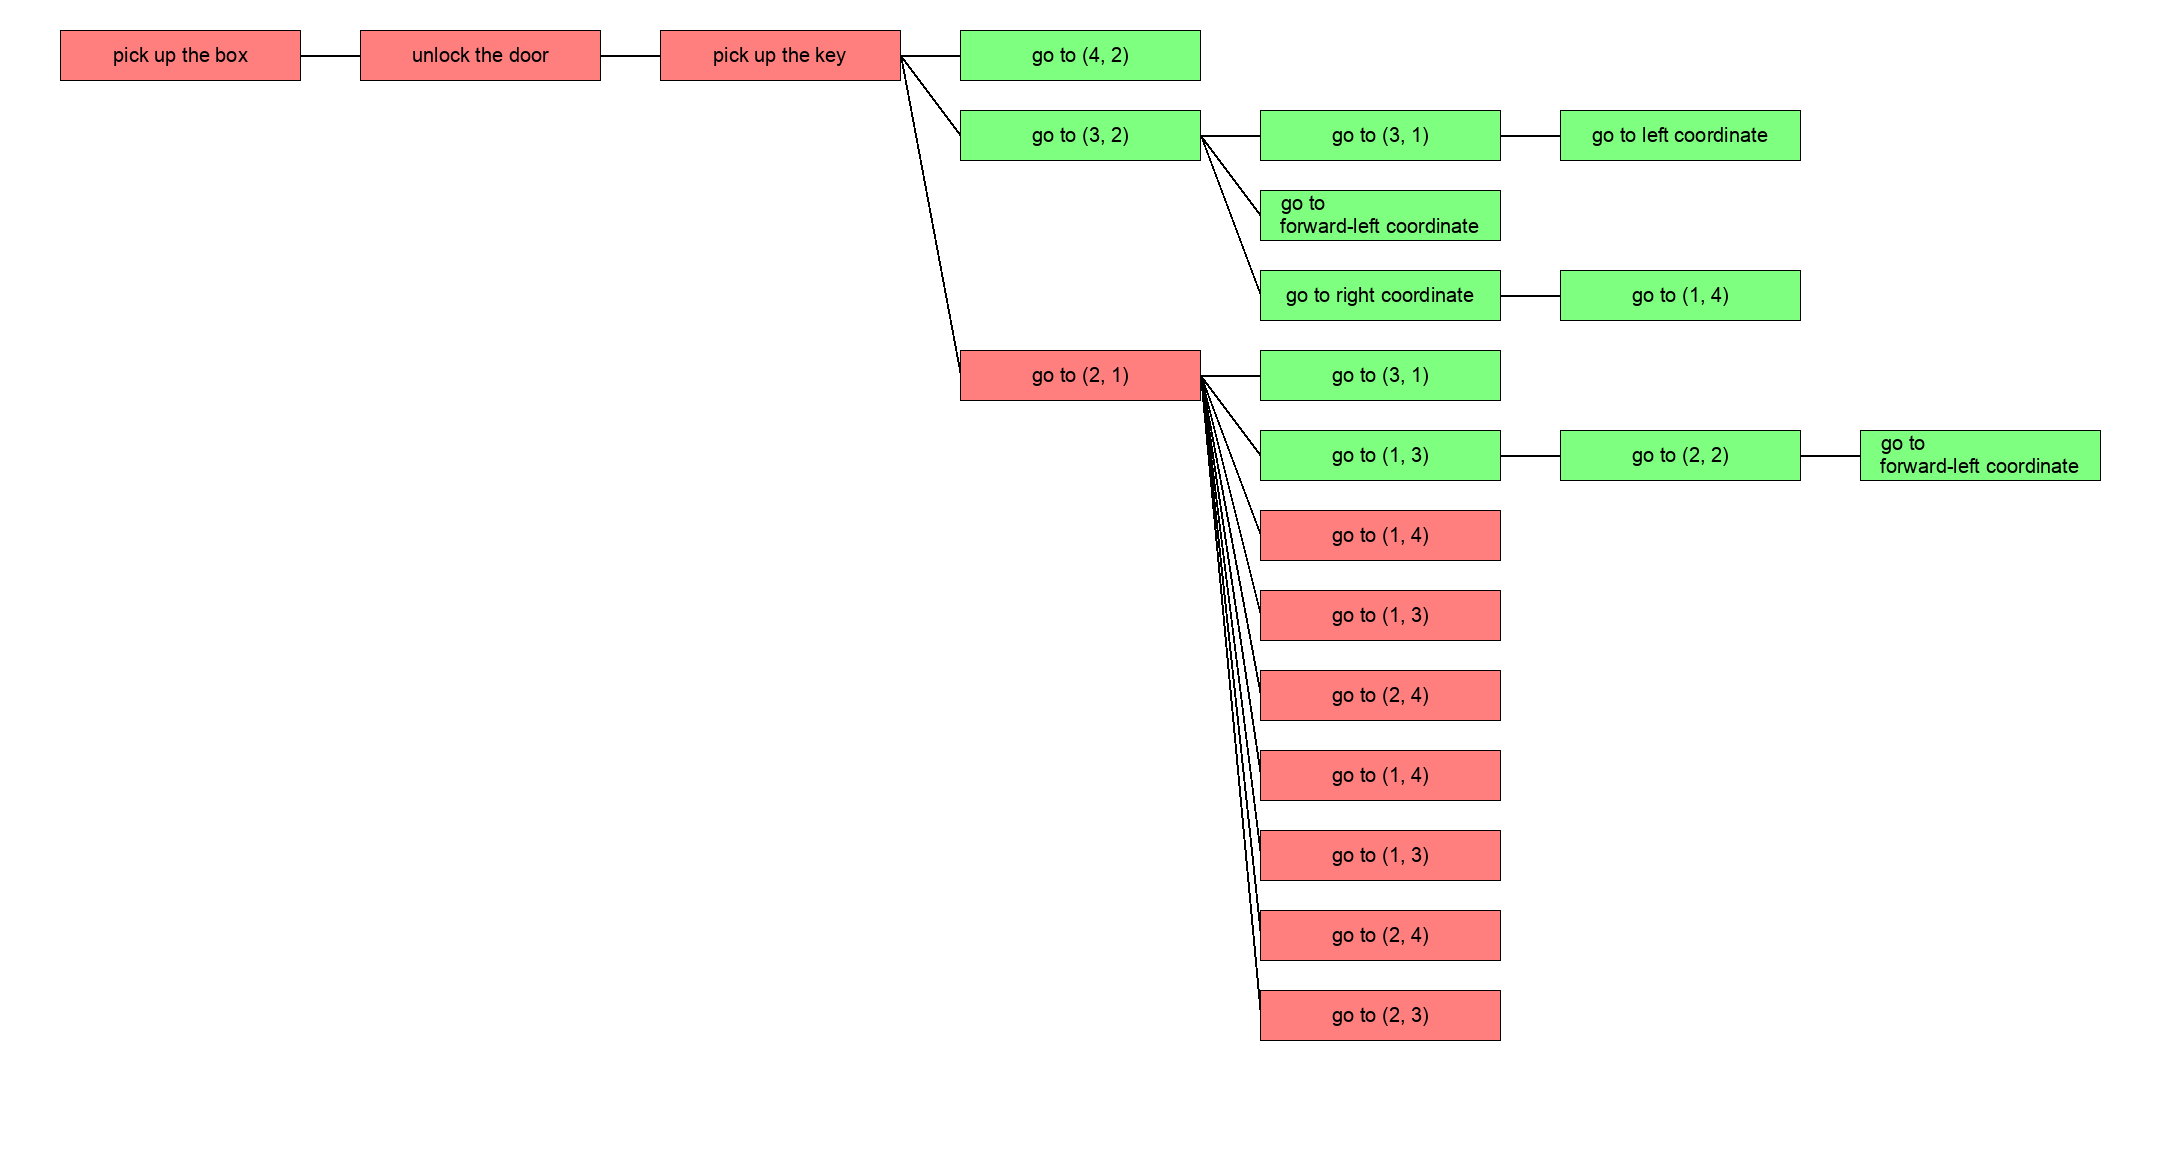 pick up the box
unlock the door
pick up the key
go to (4, 2)
go to (3, 2)
go to (3, 1)
go to left coordinate
go to
forward-left coordinate
go to right coordinate
go to (1, 4)
go to (2, 1)
go to (3, 1)
go to (1, 3)
go to (2, 2)
go to
forward-left coordinate
go to (1, 4)
go to (1, 3)
go to (2, 4)
go to (1, 4)
go to (1, 3)
go to (2, 4)
go to (2, 3)